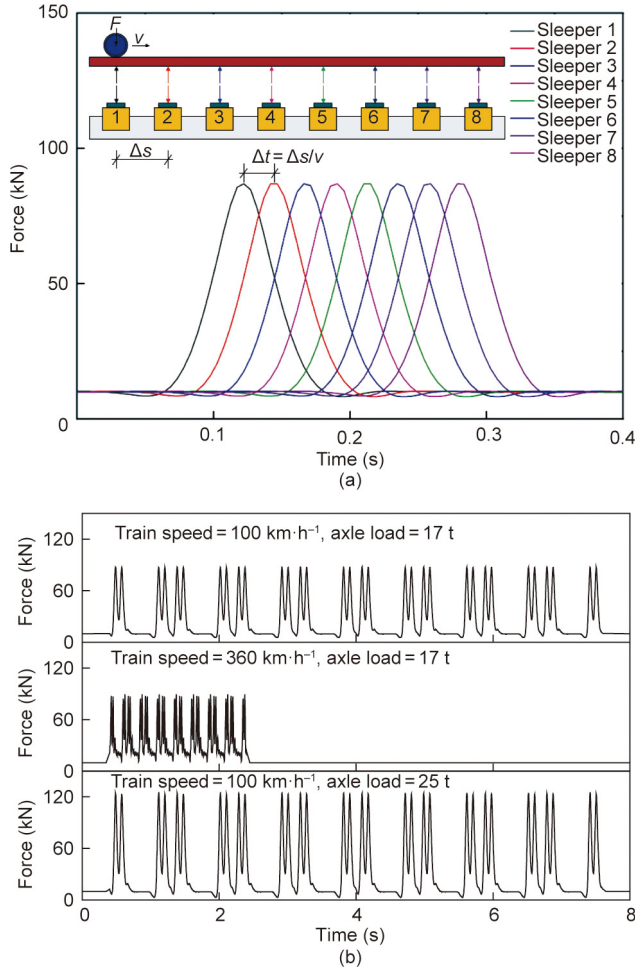 150
100
50
0
Force (kN)
F
v
1 2 3 4 5 6 7 8
Δs
Δt = Δs/v
Sleeper 1
Sleeper 2
Sleeper 3
Sleeper 4
Sleeper 5
Sleeper 6
Sleeper 7
Sleeper 8
0.1 0.2 0.3 0.4
Time (s)
(a)
Train speed = 100 km·h⁻¹, axle load = 17 t
120
60
0
Force (kN)
Train speed = 360 km·h⁻¹, axle load = 17 t
120
60
0
Force (kN)
Train speed = 100 km·h⁻¹, axle load = 25 t
120
60
0
Force (kN)
0 2 4 6 8
Time (s)
(b)